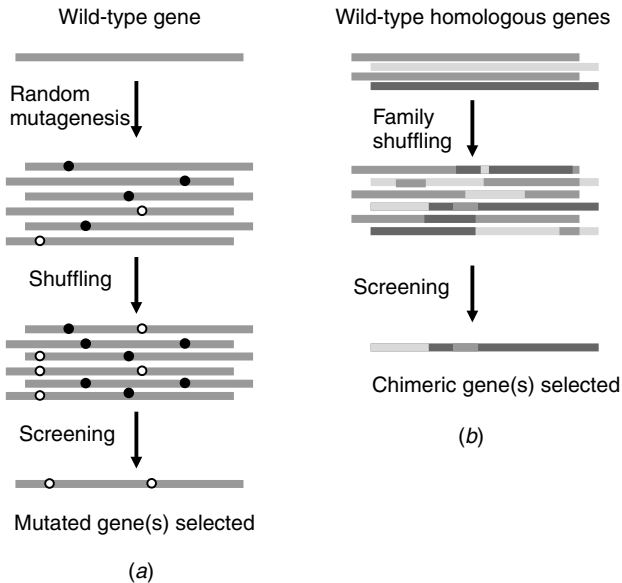 Wild-type gene
Random
mutagenesis
Shuffling
Screening
Mutated gene(s) selected
(a)
Wild-type homologous genes
Family
shuffling
Screening
Chimeric gene(s) selected
(b)